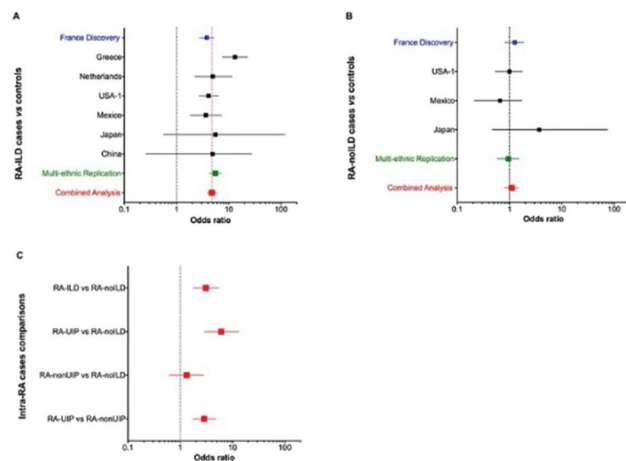 A
RA-ILD cases vs controls
France Discovery
Greece
Netherlands
USA-1
Mexico
Japan
China
Multi-ethnic Replication
Combined Analysis
0.1
1
10
100
Odds ratio
B
RA-noILD cases vs controls
France Discovery
USA-1
Mexico
Japan
Multi-ethnic Replication
Combined Analysis
0.1
1
10
100
Odds ratio
C
Intra-RA cases comparisons
RA-ILD vs RA-noILD
RA-UIP vs RA-noILD
RA-nonUIP vs RA-noILD
RA-UIP vs RA-nonUIP
0.1
1
10
100
Odds ratio